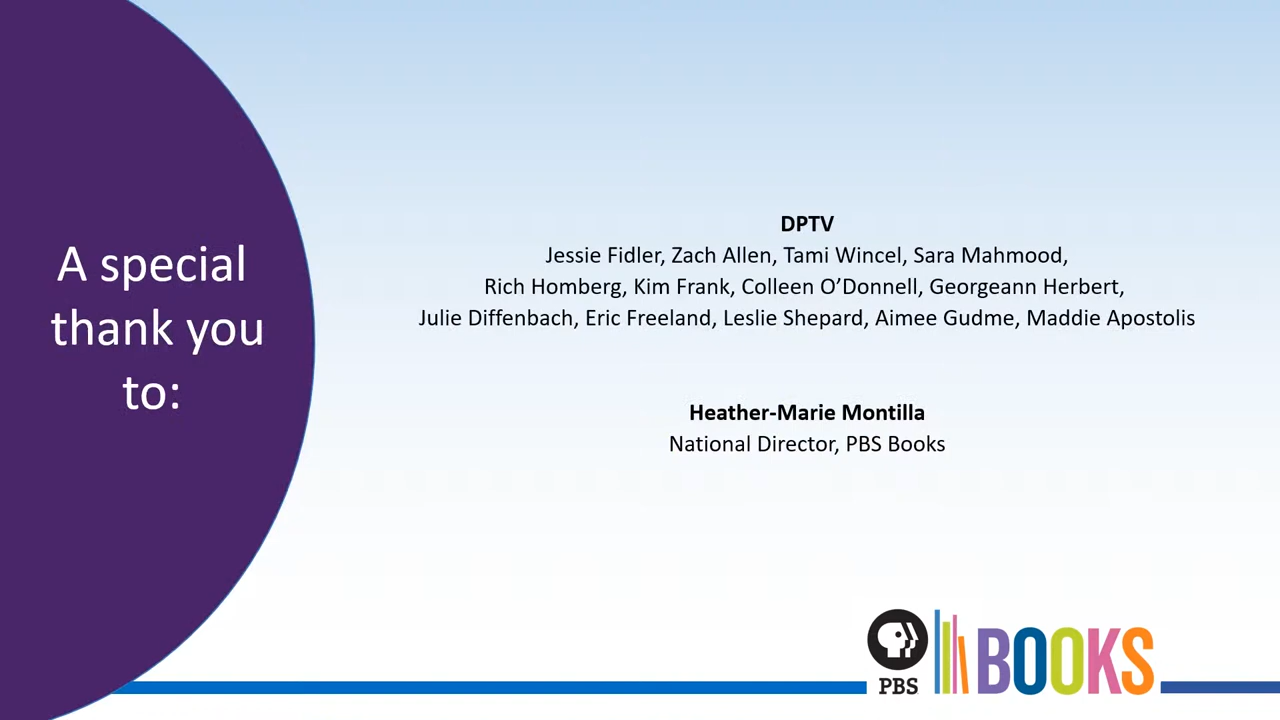 A special
thank you
to:
DPTV
Jessie Fidler, Zach Allen, Tami Wincel, Sara Mahmood,
Rich Homberg, Kim Frank, Colleen O’Donnell, Georgeann Herbert,
Julie Diffenbach, Eric Freeland, Leslie Shepard, Aimee Gudme, Maddie Apostolis
Heather-Marie Montilla
National Director, PBS Books
PBS
BOOKS